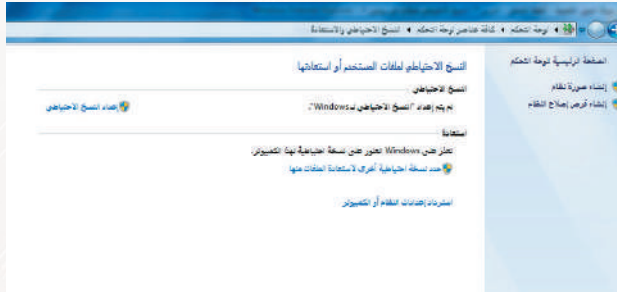 لوحة التحكم ◂ كافة عناصر لوحة التحكم ◂ النسخ الاحتياطي والاستعادة
الصفحة الرئيسية للوحة التحكم
إنشاء صورة نظام
إنشاء قرص إصلاح النظام
النسخ الاحتياطي لملفات المستخدم أو استعادتها
النسخ الاحتياطي
لم يتم إعداد "النسخ الاحتياطي لـ Windows".
إعداد النسخ الاحتياطي
استعادة
تعذر على Windows العثور على نسخة احتياطية لهذا الكمبيوتر.
حدد نسخة احتياطية أخرى لاستعادة الملفات منها
استرداد إعدادات النظام أو الكمبيوتر